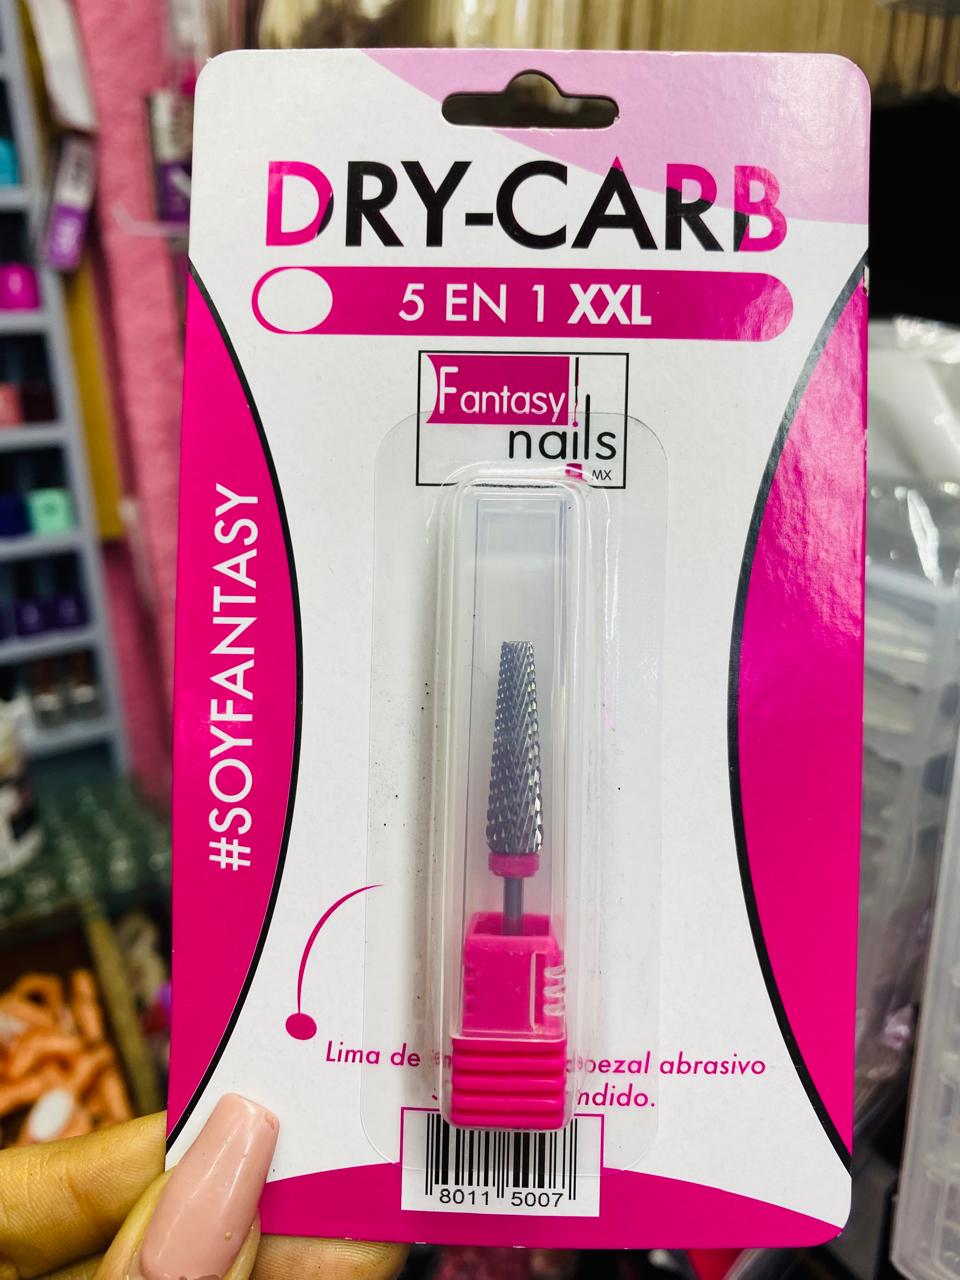 DRY-CARB
5 EN 1 XXL
Fantasy
nails
MX
#SOYFANTASY
Lima de abrasivo
8011 5007